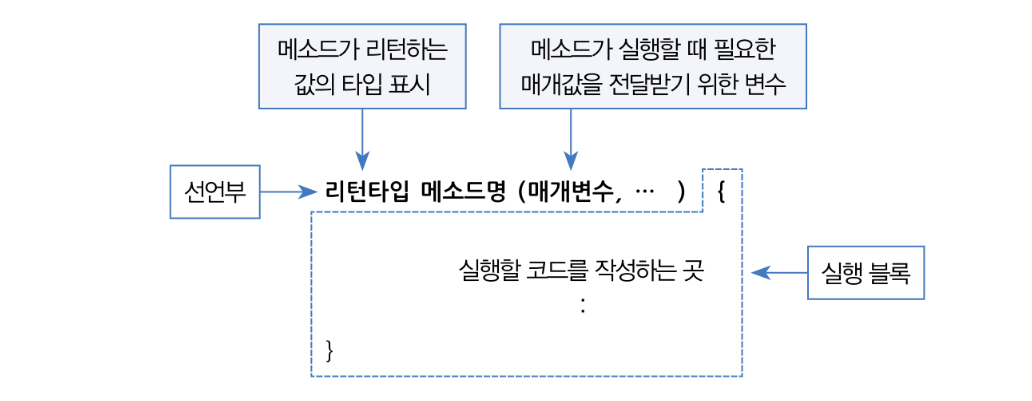 메소드가 리턴하는
값의 타입 표시
메소드가 실행할 때 필요한
매개값을 전달받기 위한 변수
선언부
리턴타입 메소드명 (매개변수, ⋯ ) {
실행할 코드를 작성하는 곳
:
실행 블록
}